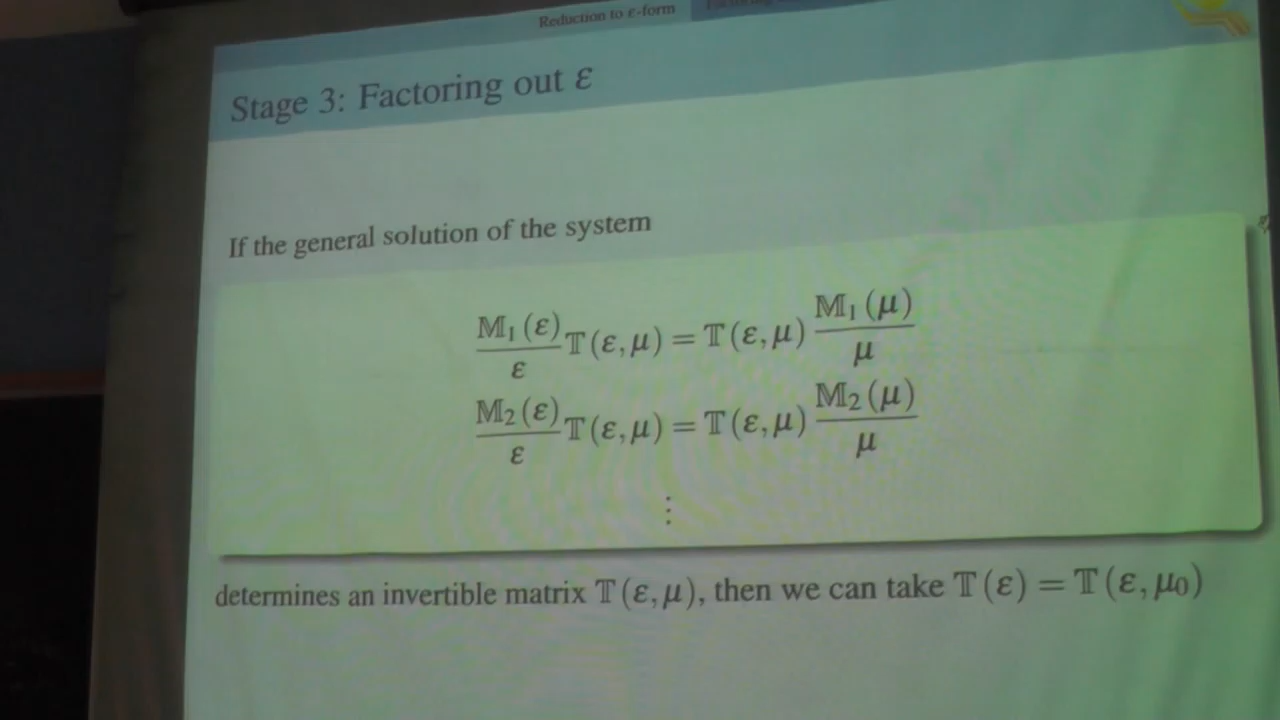 Reduction to ε-form
Stage 3: Factoring out ε
If the general solution of the system
𝕄₁(ε)/ε 𝕋(ε,μ) = 𝕋(ε,μ) 𝕄₁(μ)/μ
𝕄₂(ε)/ε 𝕋(ε,μ) = 𝕋(ε,μ) 𝕄₂(μ)/μ
⋮
determines an invertible matrix 𝕋(ε,μ), then we can take 𝕋(ε) = 𝕋(ε,μ₀)